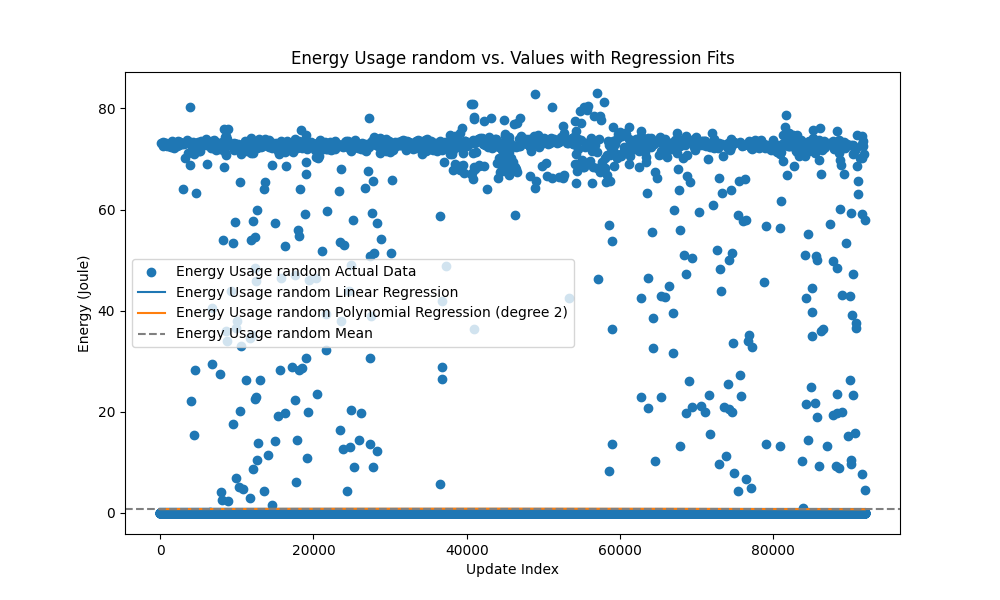 Energy Usage random vs. Values with Regression Fits
Energy (Joule)
80
60
40
20
0
Energy Usage random Actual Data
Energy Usage random Linear Regression
Energy Usage random Polynomial Regression (degree 2)
Energy Usage random Mean
0 20000 40000 60000 80000
Update Index